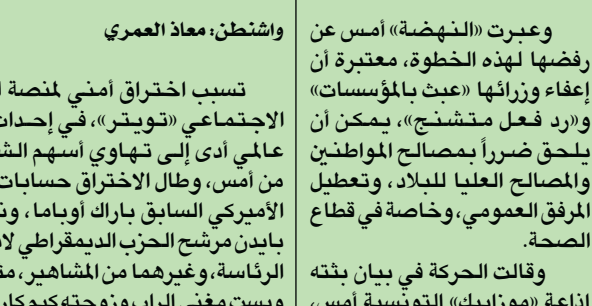 وعبرت «النهضة» أمس عن
رفضها لهذه الخطوة، معتبرة أن
إعفاء وزرائها «عبث بالمؤسسات»
و«رد فعل متشنج»، يمكن أن
يلحق ضرراً بمصالح المواطنين
والمصالح العليا للبلاد، وتعطيل
المرفق العمومي، وخاصة في قطاع
الصحة.
وقالت الحركة في بيان بثته
إذاعة «موزاييك» التونسية أمس،
واشنطن: معاذ العمري
تسبب اختراق أمني لمنصة
الاجتماعي «تويتر»، في إحداث
عالمي أدى إلى تهاوي أسهم
من أمس، وطال الاختراق حسابات
الأميركي السابق باراك أوباما،
بايدن مرشح الحزب الديمقراطي
الرئاسة، وغيرهما من المشاهير،
ويست مغني الراب وزوجته كيم